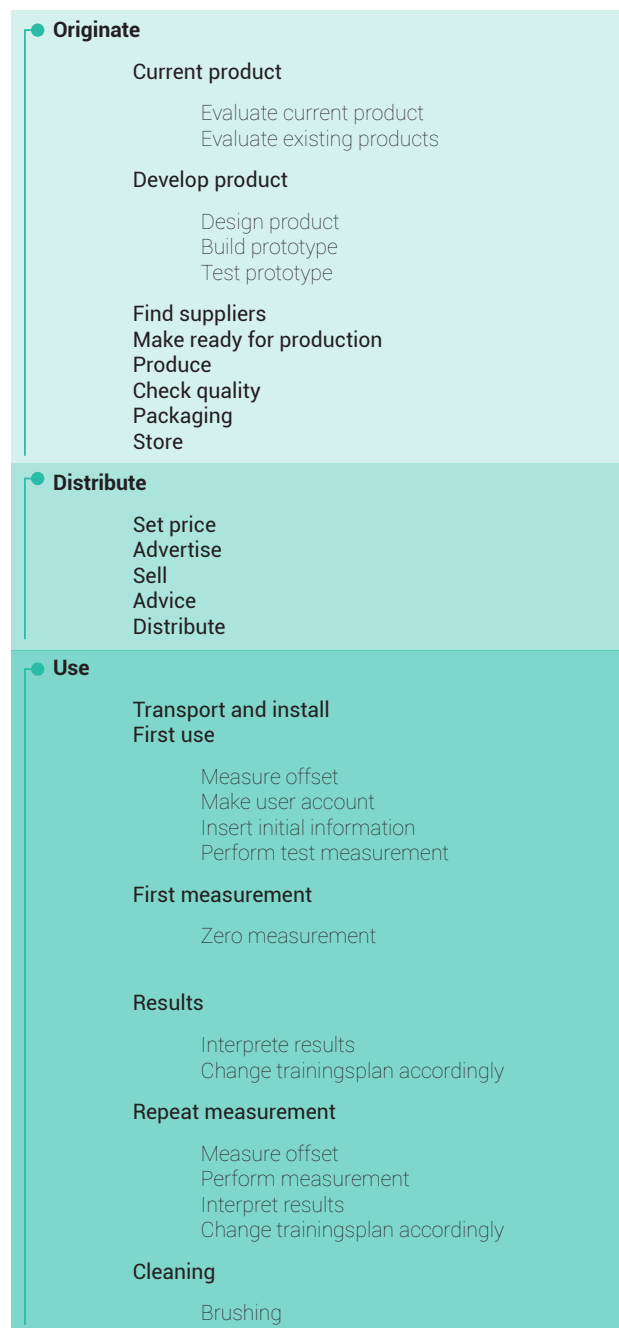 Originate
Current product
Evaluate current product
Evaluate existing products
Develop product
Design product
Build prototype
Test prototype
Find suppliers
Make ready for production
Produce
Check quality
Packaging
Store
Distribute
Set price
Advertise
Sell
Advice
Distribute
Use
Transport and install
First use
Measure offset
Make user account
Insert initial information
Perform test measurement
First measurement
Zero measurement
Results
Interprete results
Change trainingsplan accordingly
Repeat measurement
Measure offset
Perform measurement
Interpret results
Change trainingsplan accordingly
Cleaning
Brushing